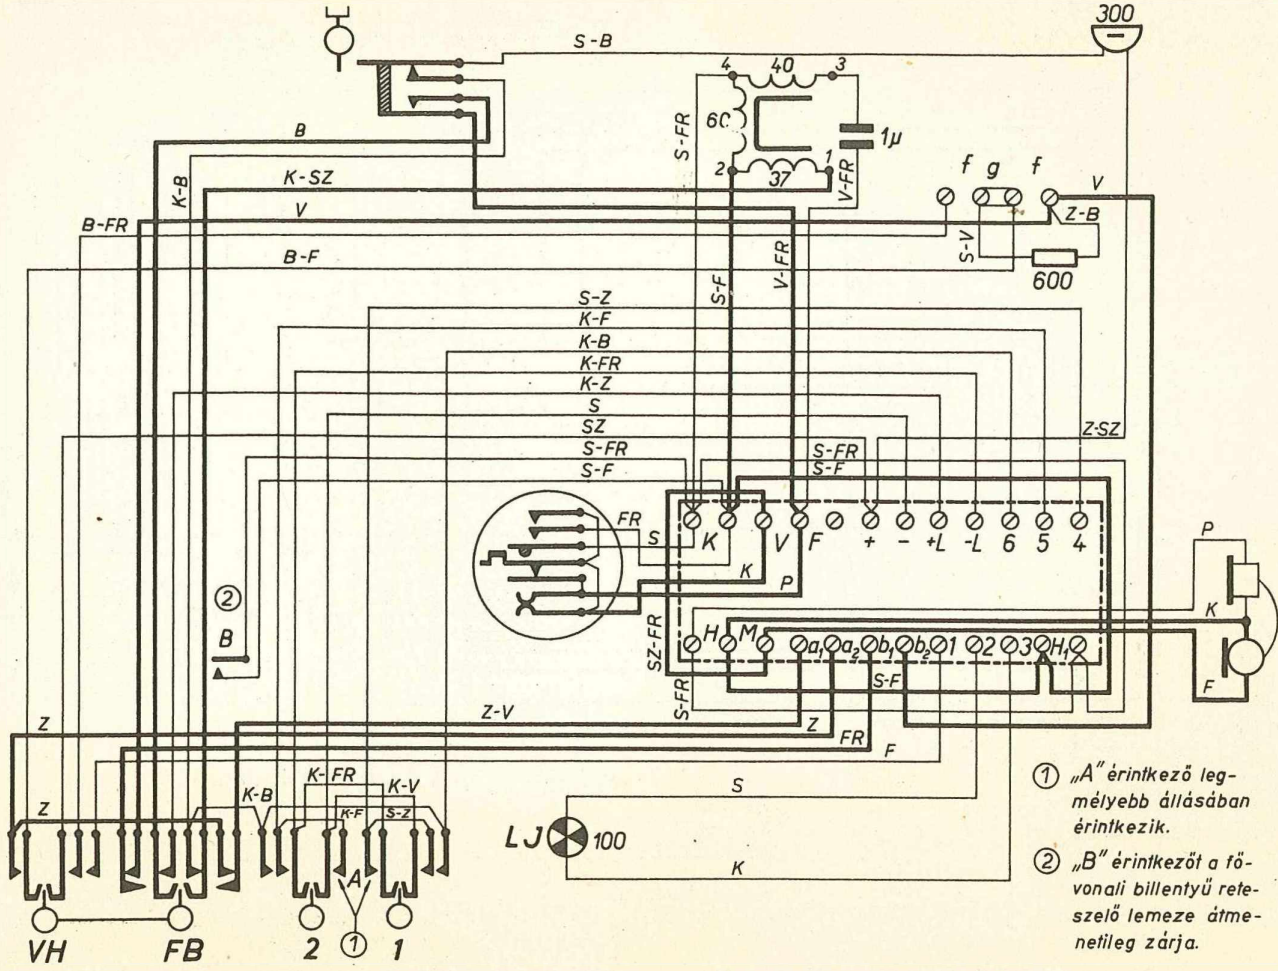 300
S-B
4 40 3
60
S-FR
1µ
B
2 37 1
V-FR
f g f
K-SZ
K-B
V
V
B-FR
Z-B
S-V
B-F
V-FR
S-F
600
S-Z
K-F
K-B
K-FR
K-Z
S
SZ
Z-SZ
S-FR
S-FR
S-F
S-F
FR
S
K V F + - +L -L 6 5 4
P
K
P
2
B
K
SZ-FR
H M a1 a2 b1 b2 1 2 3 H1
S-F
F
S-FR
Z-V
Z
Z
FR
F
K-FR
K-V
K-B
K-F
S-Z
Z
S
LJ
100
K
A
1
VH FB 2 1
1 „A” érintkező leg-
mélyebb állásában
érintkezik.
2 „B” érintkezőt a fő-
vonali billentyű rete-
szelő lemeze átme-
netileg zárja.